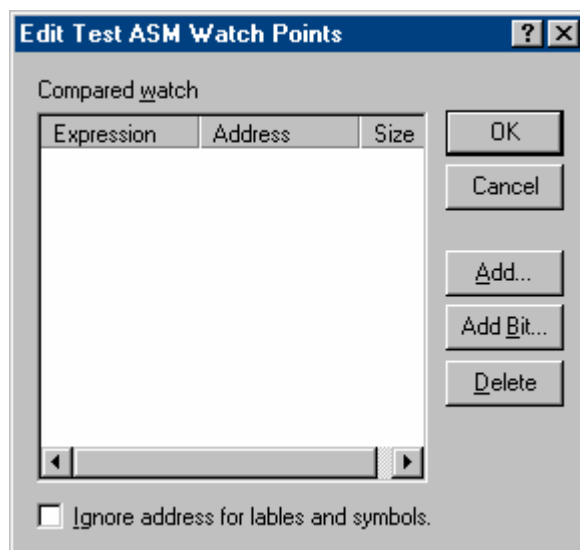 Edit Test ASM Watch Points
Compared watch
Expression Address Size
OK
Cancel
Add...
Add Bit...
Delete
Ignore address for lables and symbols.